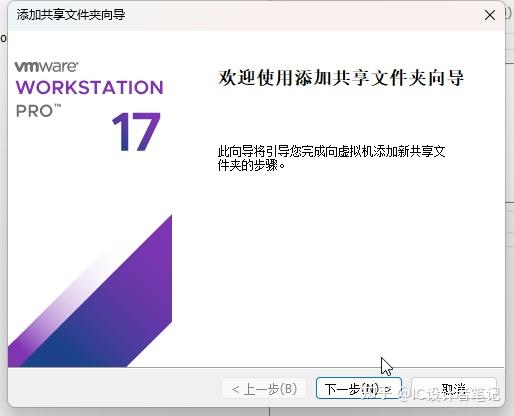 添加共享文件夹向导
vmware
WORKSTATION
PRO™
17
欢迎使用添加共享文件夹向导
此向导将引导您完成向虚拟机添加新共享文
件夹的步骤。
< 上一步(B)
下一步(N) >
取消
知乎 @IC设计者笔记